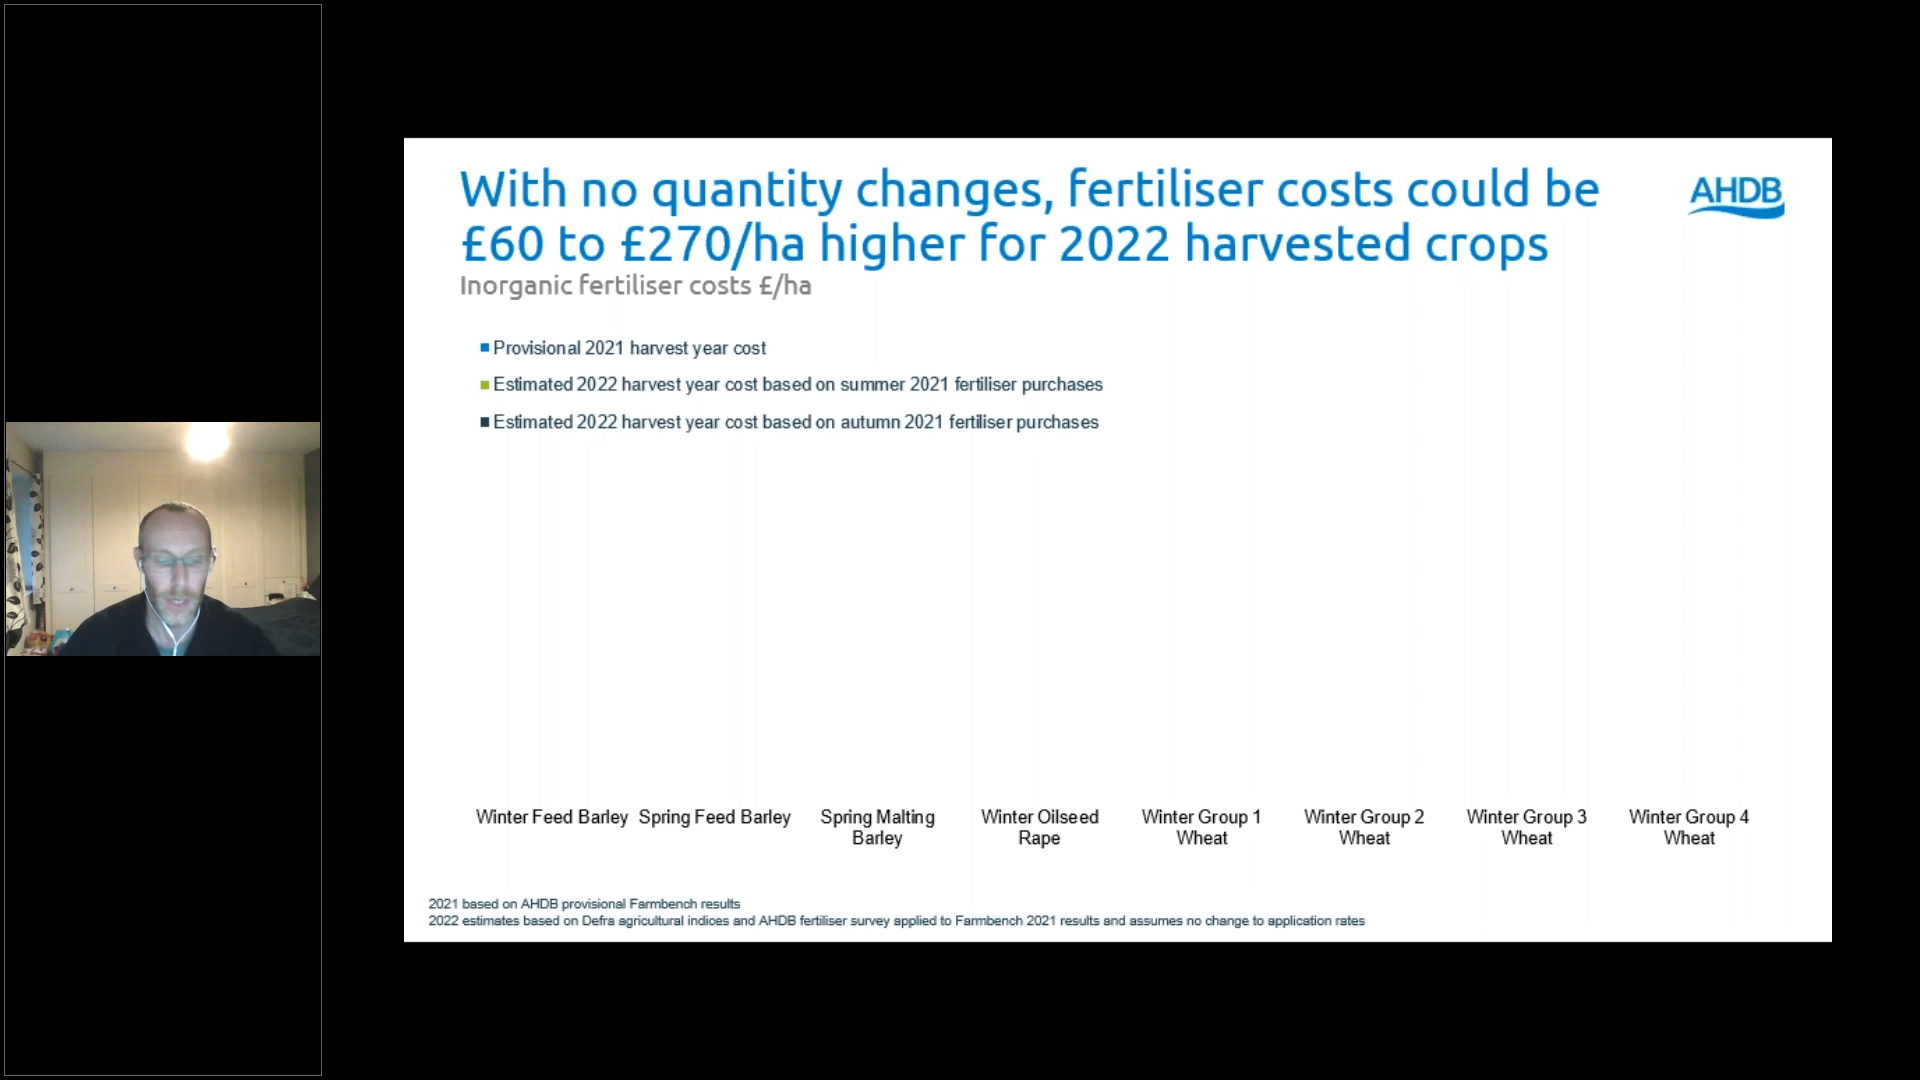 With no quantity changes, fertiliser costs could be
£60 to £270/ha higher for 2022 harvested crops
AHDB
Inorganic fertiliser costs £/ha
Provisional 2021 harvest year cost
Estimated 2022 harvest year cost based on summer 2021 fertiliser purchases
Estimated 2022 harvest year cost based on autumn 2021 fertiliser purchases
Winter Feed Barley
Spring Feed Barley
Spring Malting
Barley
Winter Oilseed
Rape
Winter Group 1
Wheat
Winter Group 2
Wheat
Winter Group 3
Wheat
Winter Group 4
Wheat
2021 based on AHDB provisional Farmbench results
2022 estimates based on Defra agricultural indices and AHDB fertiliser survey applied to Farmbench 2021 results and assumes no change to application rates